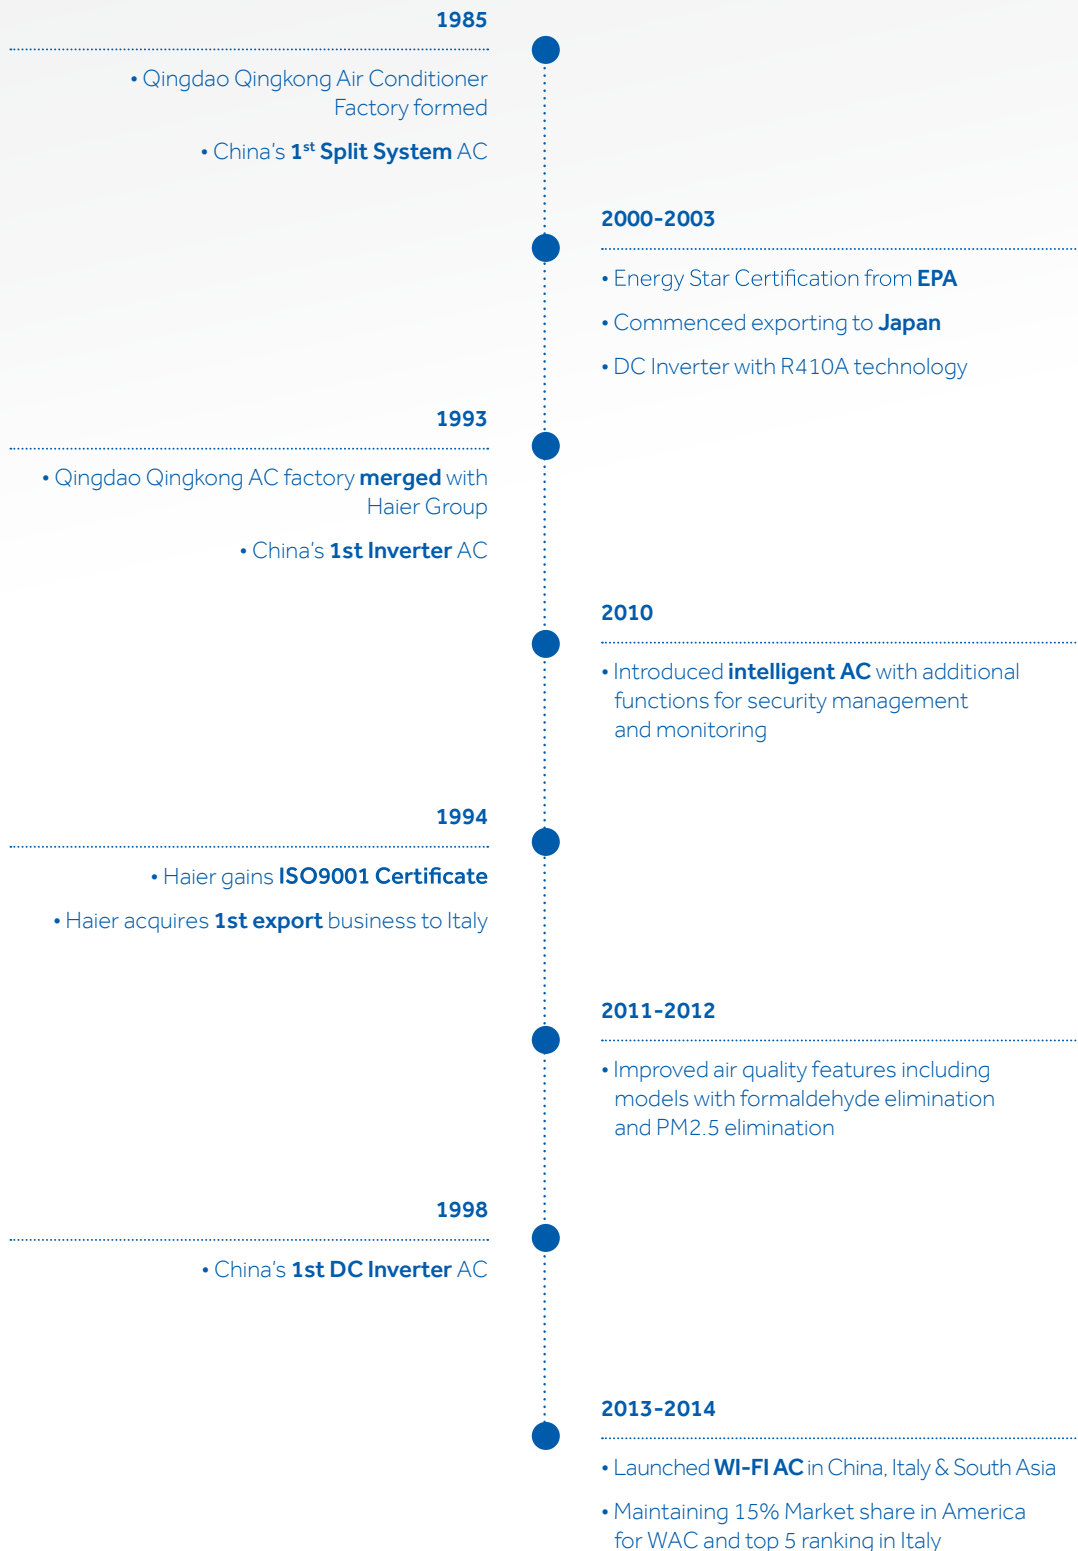 1985
• Qingdao Qingkong Air Conditioner
Factory formed
• China's 1st Split System AC
2000-2003
• Energy Star Certification from EPA
• Commenced exporting to Japan
• DC Inverter with R410A technology
1993
• Qingdao Qingkong AC factory merged with
Haier Group
• China's 1st Inverter AC
2010
• Introduced intelligent AC with additional
functions for security management
and monitoring
1994
• Haier gains ISO9001 Certificate
• Haier acquires 1st export business to Italy
2011-2012
• Improved air quality features including
models with formaldehyde elimination
and PM2.5 elimination
1998
• China's 1st DC Inverter AC
2013-2014
• Launched WI-FI AC in China, Italy & South Asia
• Maintaining 15% Market share in America
for WAC and top 5 ranking in Italy